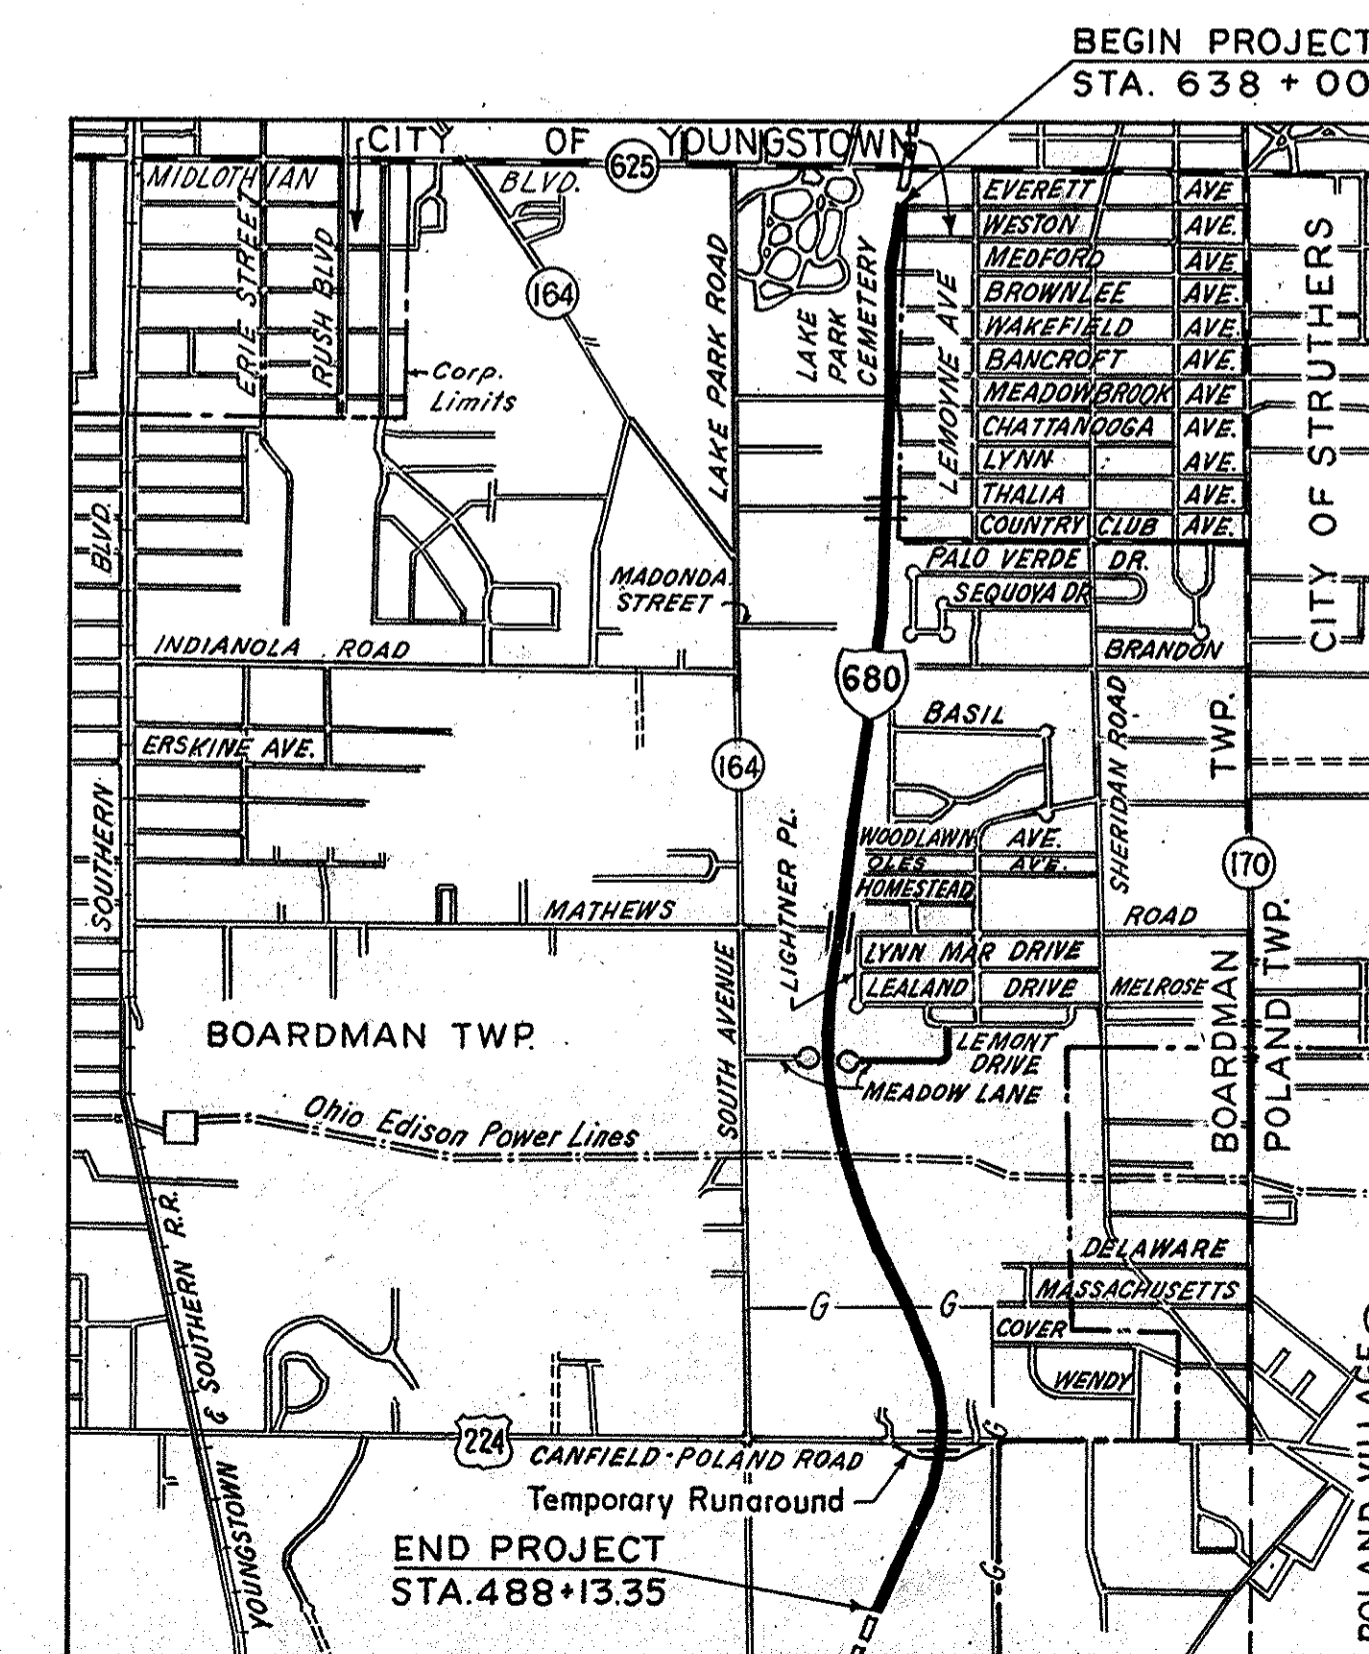 BEGIN PROJECT
STA. 638 + 00
CITY OF YOUNGSTOWN
625
MIDLOTHIAN BLVD.
ERIE STREET
RUSH BLVD
164
Corp.
Limits
LAKE PARK ROAD
LAKE
PARK
CEMETERY
LEMOYNE AVE
EVERETT AVE
WESTON AVE.
MEDFORD AVE
BROWNLEE AVE.
WAKEFIELD AVE.
BANCROFT AVE.
MEADOWBROOK AVE
CHATTANOOGA AVE.
LYNN AVE.
THALIA AVE.
COUNTRY CLUB AVE.
CITY OF STRUTHERS
PALO VERDE DR.
SEQUOYA DR
BRANDON
MADONDA
STREET
INDIANOLA ROAD
680
BASIL
SHERIDAN ROAD
TWP.
ERSKINE AVE.
164
SOUTHERN BLVD.
LIGHTNER PL.
WOODLAWN AVE.
OLES AVE.
HOMESTEAD
170
MATHEWS ROAD
LYNN MAR DRIVE
LEALAND DRIVE
MELROSE
BOARDMAN
POLAND TWP.
BOARDMAN TWP.
SOUTH AVENUE
LEMONT
DRIVE
MEADOW LANE
Ohio Edison Power Lines
DELAWARE
MASSACHUSETTS
G G
COVER
WENDY
YOUNGSTOWN & SOUTHERN R.R.
224
CANFIELD-POLAND ROAD
G
Temporary Runaround
END PROJECT
STA.488+13.35
G
POLAND VILLAGE